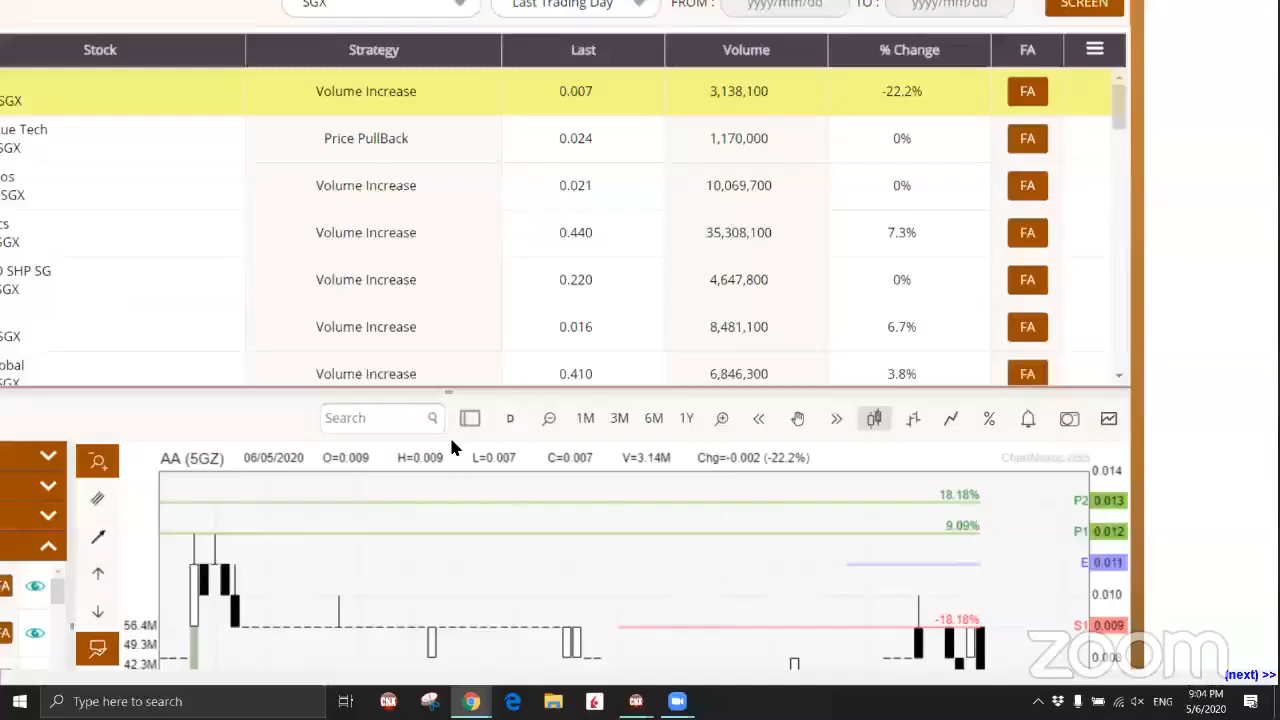 SGX Last Trading Day FROM : yyyy/mm/dd TO : yyyy/mm/dd SCREEN
Stock Strategy Last Volume % Change FA
SGX Volume Increase 0.007 3,138,100 -22.2% FA
ue Tech
SGX Price PullBack 0.024 1,170,000 0% FA
os
SGX Volume Increase 0.021 10,069,700 0% FA
cs
SGX Volume Increase 0.440 35,308,100 7.3% FA
O SHP SG
SGX Volume Increase 0.220 4,647,800 0% FA
SGX Volume Increase 0.016 8,481,100 6.7% FA
obal
SGX Volume Increase 0.410 6,846,300 3.8% FA
Search D 1M 3M 6M 1Y %
AA (5GZ) 06/05/2020 O=0.009 H=0.009 L=0.007 C=0.007 V=3.14M Chg=-0.002 (-22.2%)
0.014
18.18% P2 0.013
9.09% P1 0.012
E 0.011
FA 0.010
56.4M -18.18% S1 0.009
FA 49.3M
42.3M 0.008
zoom
(next) >>
Type here to search ENG 9:04 PM
5/6/2020